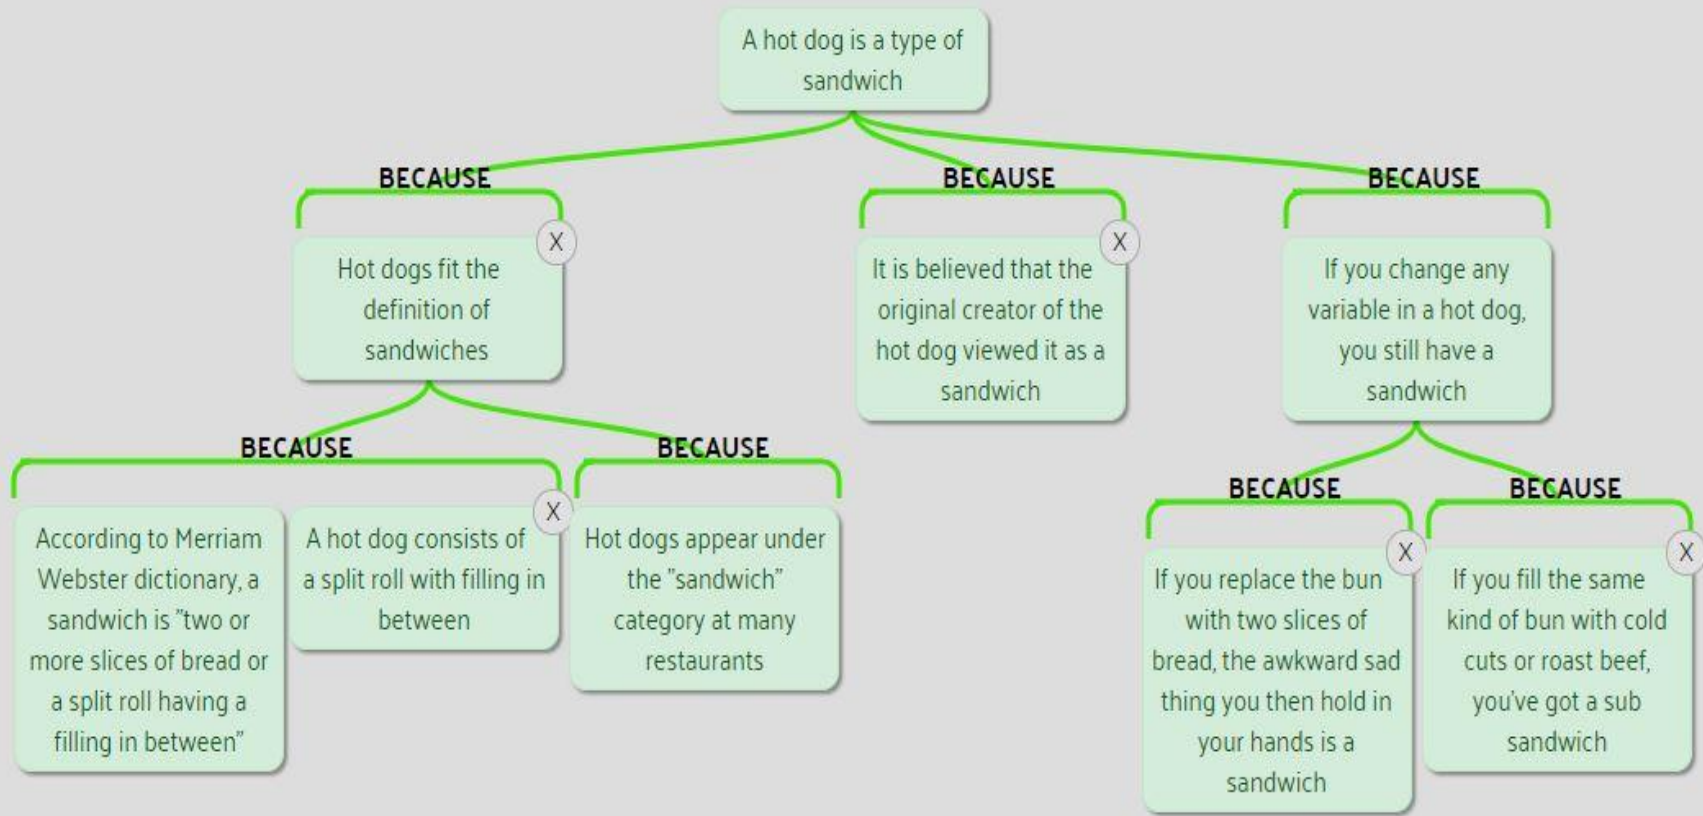 A hot dog is a type of
sandwich
BECAUSE
BECAUSE
BECAUSE
X
Hot dogs fit the
definition of
sandwiches
X
It is believed that the
original creator of the
hot dog viewed it as a
sandwich
If you change any
variable in a hot dog,
you still have a
sandwich
BECAUSE
BECAUSE
According to Merriam
Webster dictionary, a
sandwich is "two or
more slices of bread or
a split roll having a
filling in between"
X
A hot dog consists of
a split roll with filling in
between
Hot dogs appear under
the "sandwich"
category at many
restaurants
BECAUSE
BECAUSE
X
If you replace the bun
with two slices of
bread, the awkward sad
thing you then hold in
your hands is a
sandwich
X
If you fill the same
kind of bun with cold
cuts or roast beef,
you've got a sub
sandwich